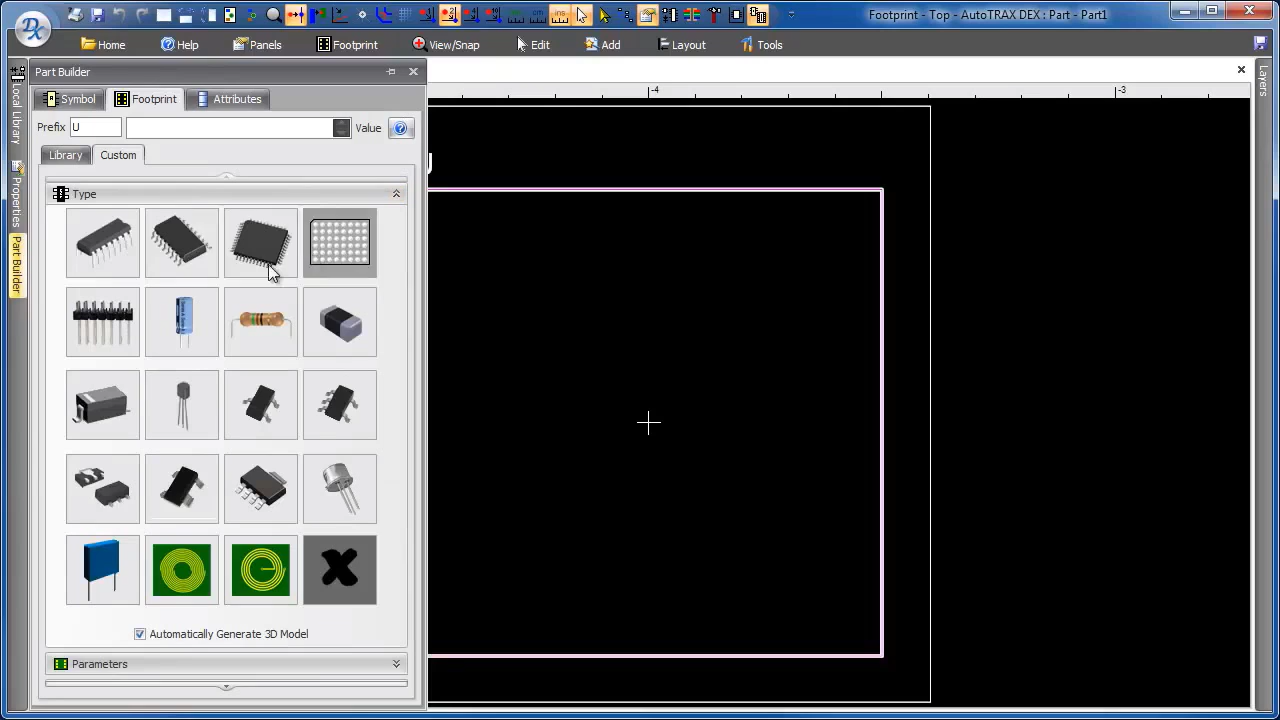 Footprint - Top - AutoTRAX DEX : Part - Part1
Home
Help
Panels
Footprint
View/Snap
Edit
Add
Layout
Tools
Part Builder
Symbol
Footprint
Attributes
Prefix
U
Value
Library
Custom
Type
Automatically Generate 3D Model
Parameters
Local Library
Properties
Part Builder
-4
-3
Layers